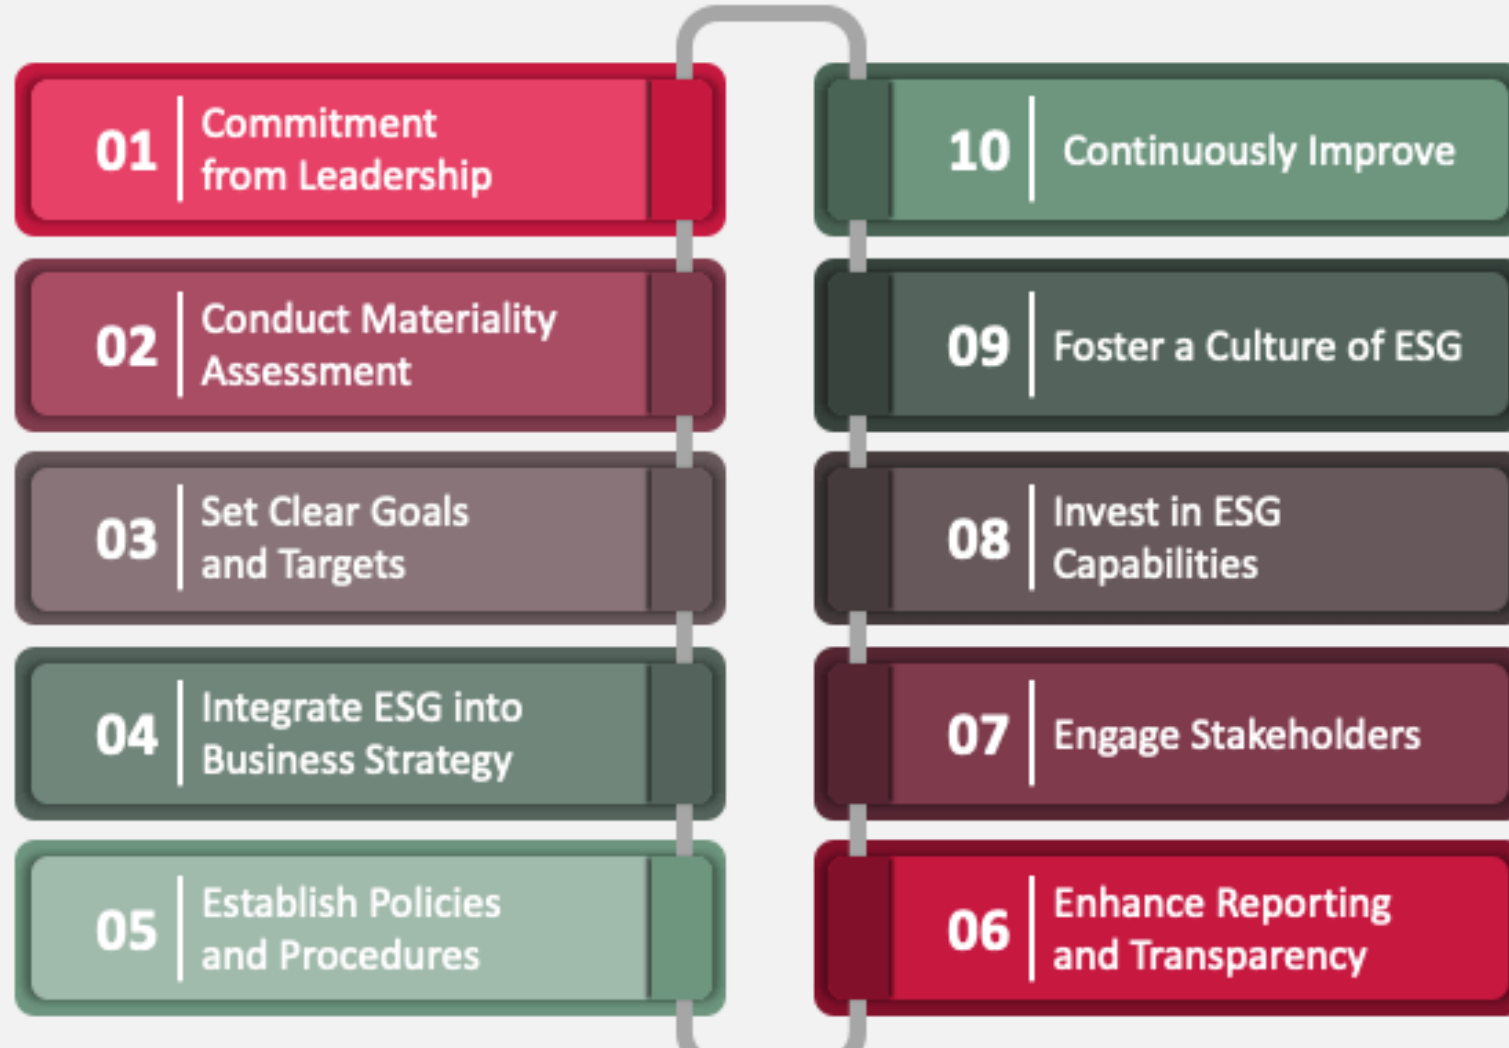 01
Commitment
from Leadership
02
Conduct Materiality
Assessment
03
Set Clear Goals
and Targets
04
Integrate ESG into
Business Strategy
05
Establish Policies
and Procedures
10
Continuously Improve
09
Foster a Culture of ESG
08
Invest in ESG
Capabilities
07
Engage Stakeholders
06
Enhance Reporting
and Transparency